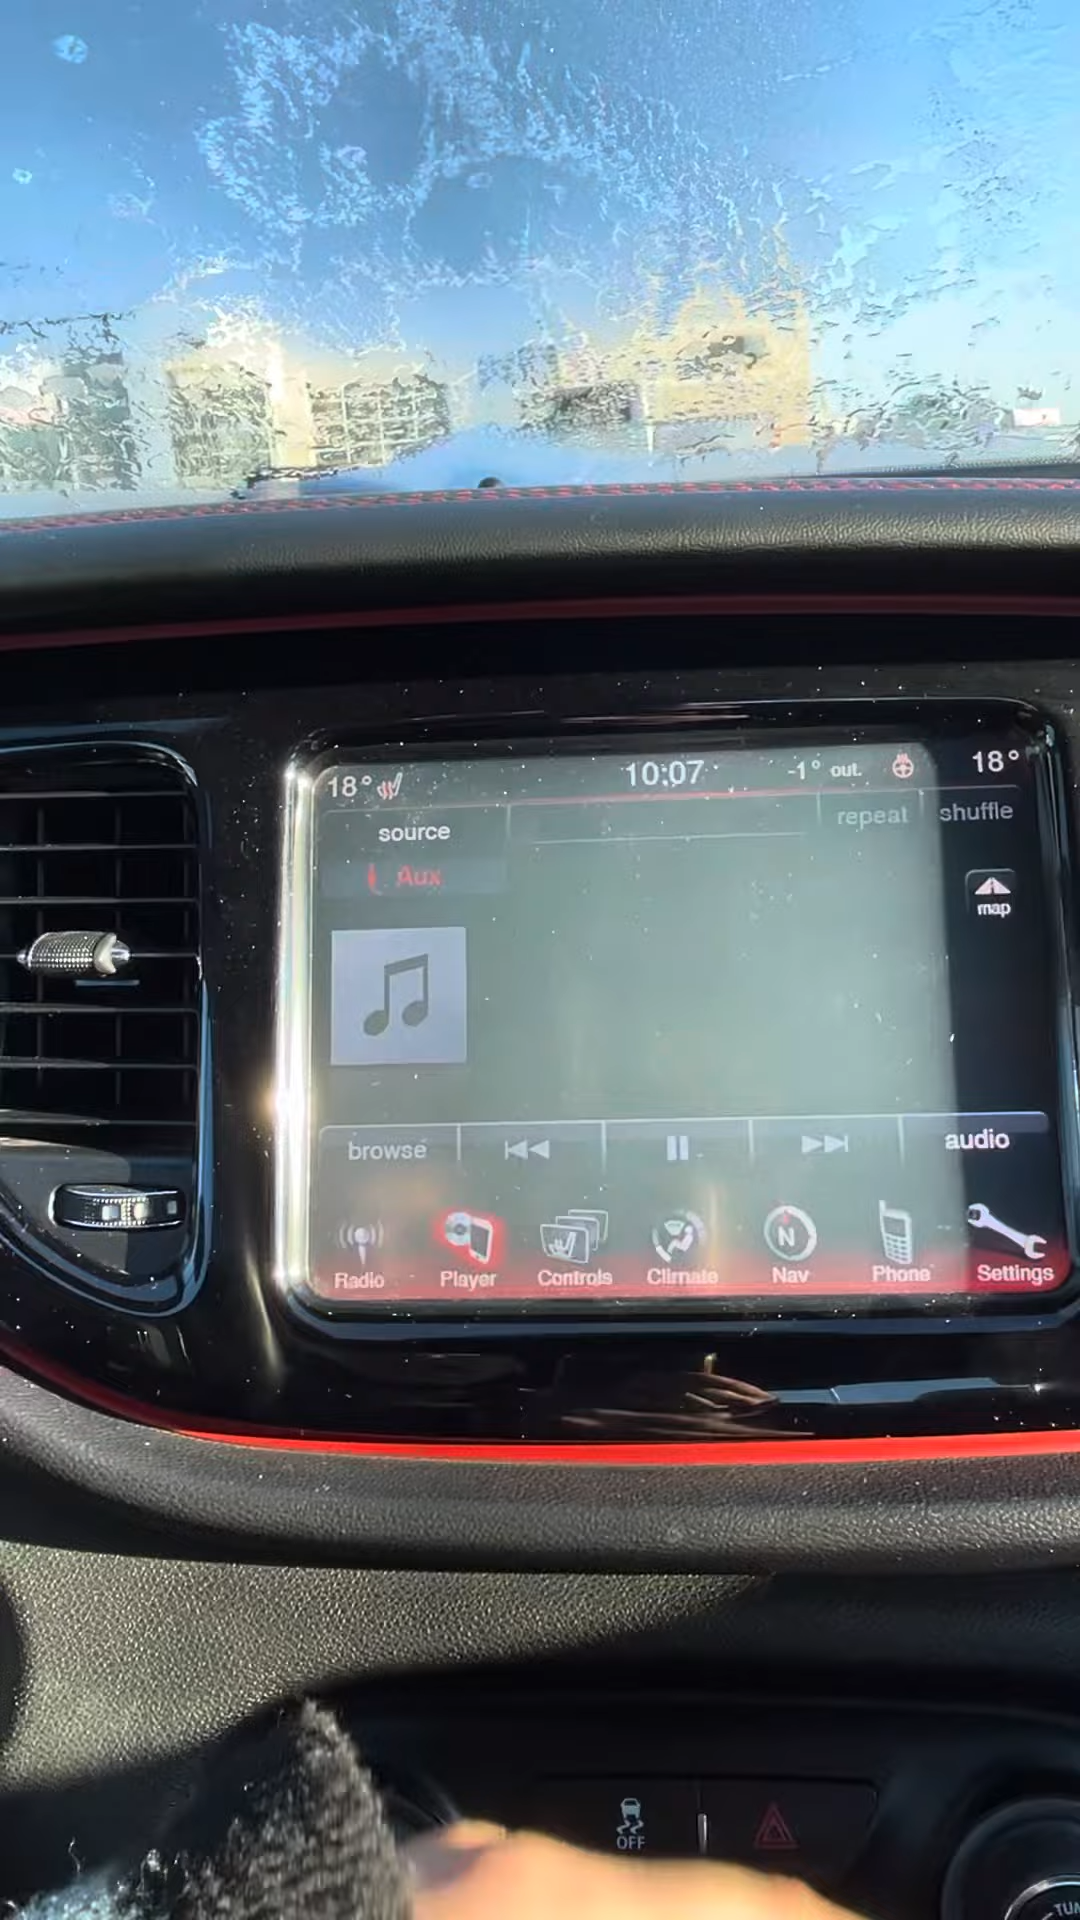 18° 10:07 -1° out. 18°
source repeat shuffle
Aux
map
browse audio
Radio Player Controls Climate Nav Phone Settings
OFF